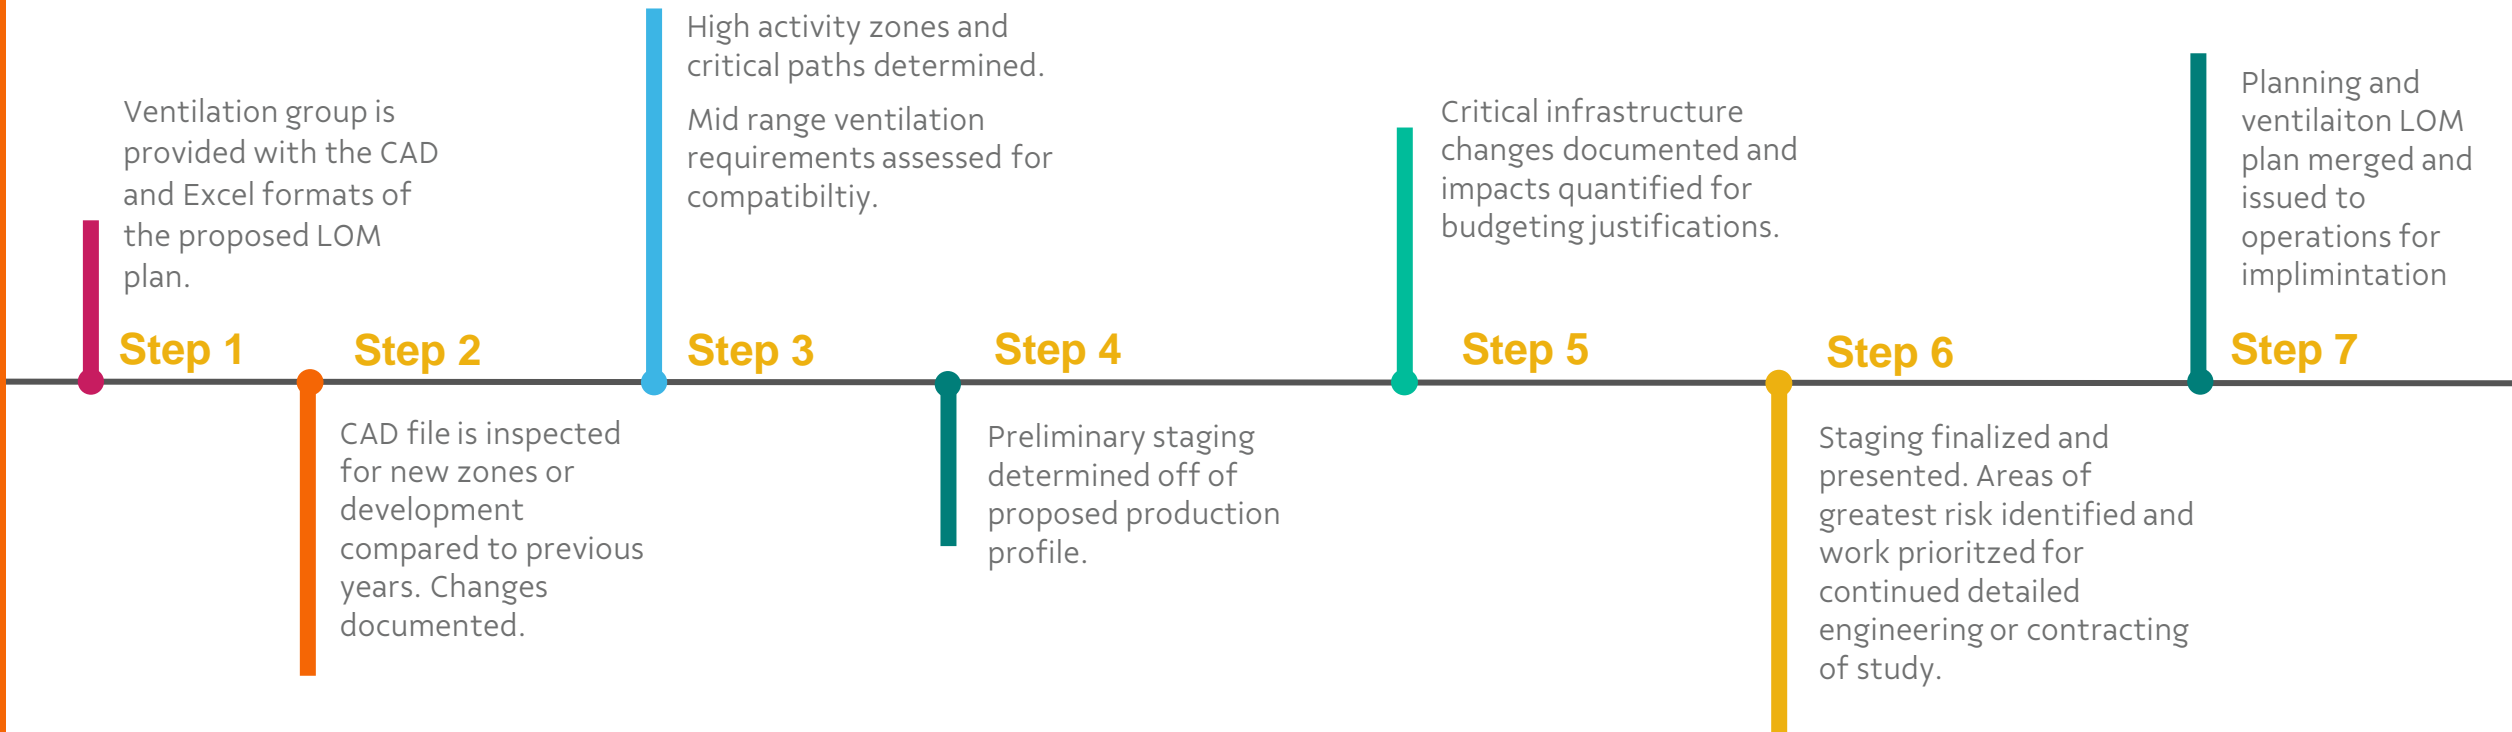 Step 1
Ventilation group is
provided with the CAD
and Excel formats of
the proposed LOM
plan.
Step 2
CAD file is inspected
for new zones or
development
compared to previous
years. Changes
documented.
Step 3
High activity zones and
critical paths determined.
Mid range ventilation
requirements assessed for
compatibiltiy.
Step 4
Preliminary staging
determined off of
proposed production
profile.
Step 5
Critical infrastructure
changes documented and
impacts quantified for
budgeting justifications.
Step 6
Staging finalized and
presented. Areas of
greatest risk identified and
work prioritzed for
continued detailed
engineering or contracting
of study.
Step 7
Planning and
ventilaiton LOM
plan merged and
issued to
operations for
implimintation